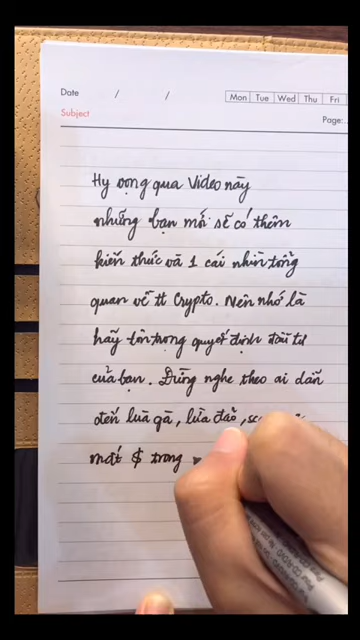 Date / /
Mon Tue Wed Thu Fri
Subject
Page:
Hy vọng qua Video này
những bạn mới sẽ có thêm
kiến thức và 1 cái nhìn tổng
quan về tt Crypto. Nên nhớ là
hãy tôn trọng quyết định đầu tư
của bạn. Đừng nghe theo ai dẫn
đến lùa gà, lừa đảo,
mất $ trong